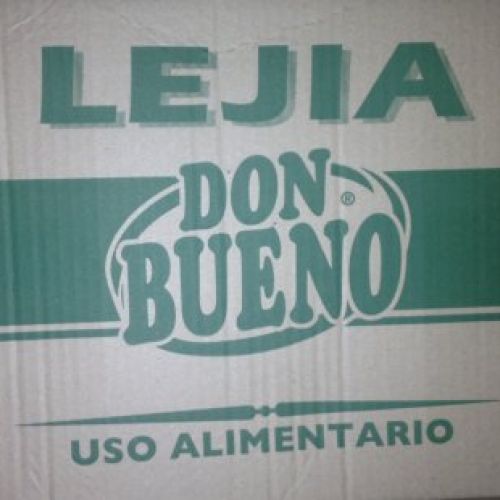 LEJIA
DON
BUENO
®
USO ALIMENTARIO